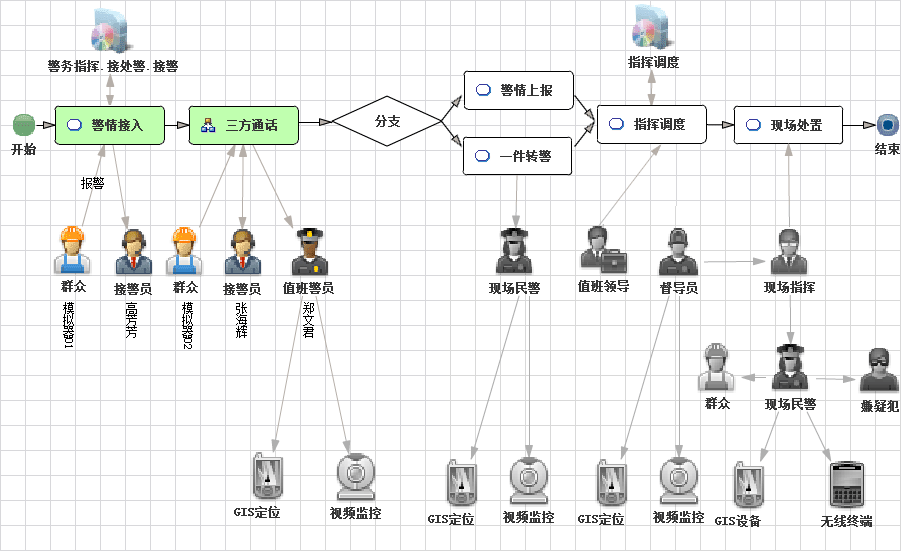 警务指挥.接处警.接警
指挥调度
开始
警情接入
三方通话
分支
警情上报
一件转警
指挥调度
现场处置
结束
报警
群众
接警员
群众
接警员
值班警员
现场民警
值班领导
督导员
现场指挥
模拟器01
高芳芳
模拟器02
张海辉
郑文君
群众
现场民警
嫌疑犯
GIS定位
视频监控
GIS定位
视频监控
GIS定位
视频监控
GIS设备
无线终端